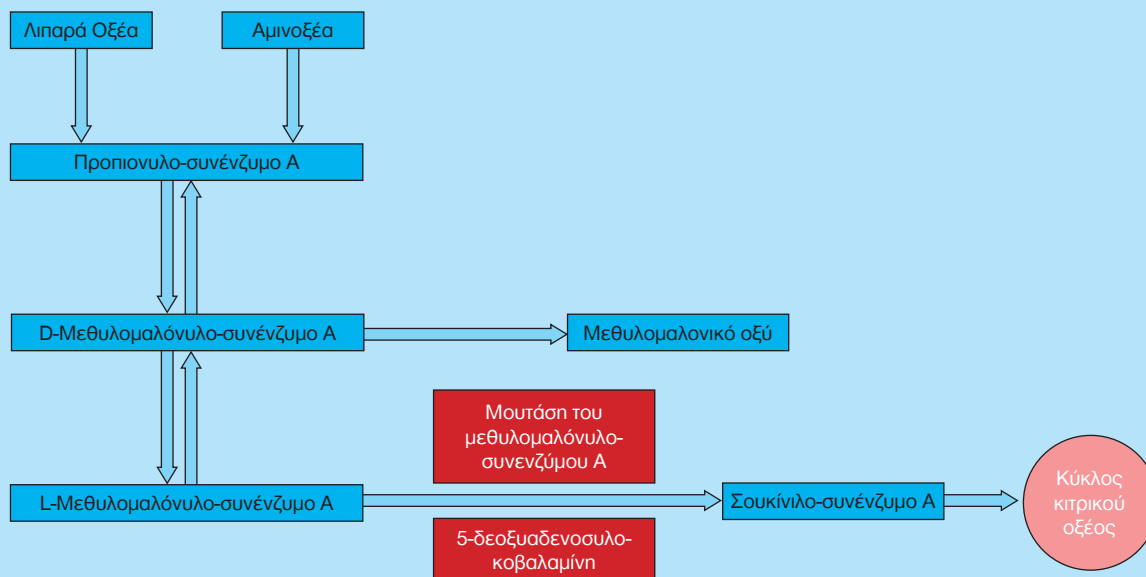 Λιπαρά Οξέα
Αμινοξέα
Προπιονυλο-συνένζυμο Α
D-Μεθυλομαλόνυλο-συνένζυμο Α
Μεθυλομαλονικό οξύ
Μουτάση του
μεθυλομαλόνυλο-
συνενζύμου Α
L-Μεθυλομαλόνυλο-συνένζυμο Α
Σουκίνιλο-συνένζυμο Α
Κύκλος
κιτρικού
οξέος
5-δεοξυαδενοσυλο-
κοβαλαμίνη